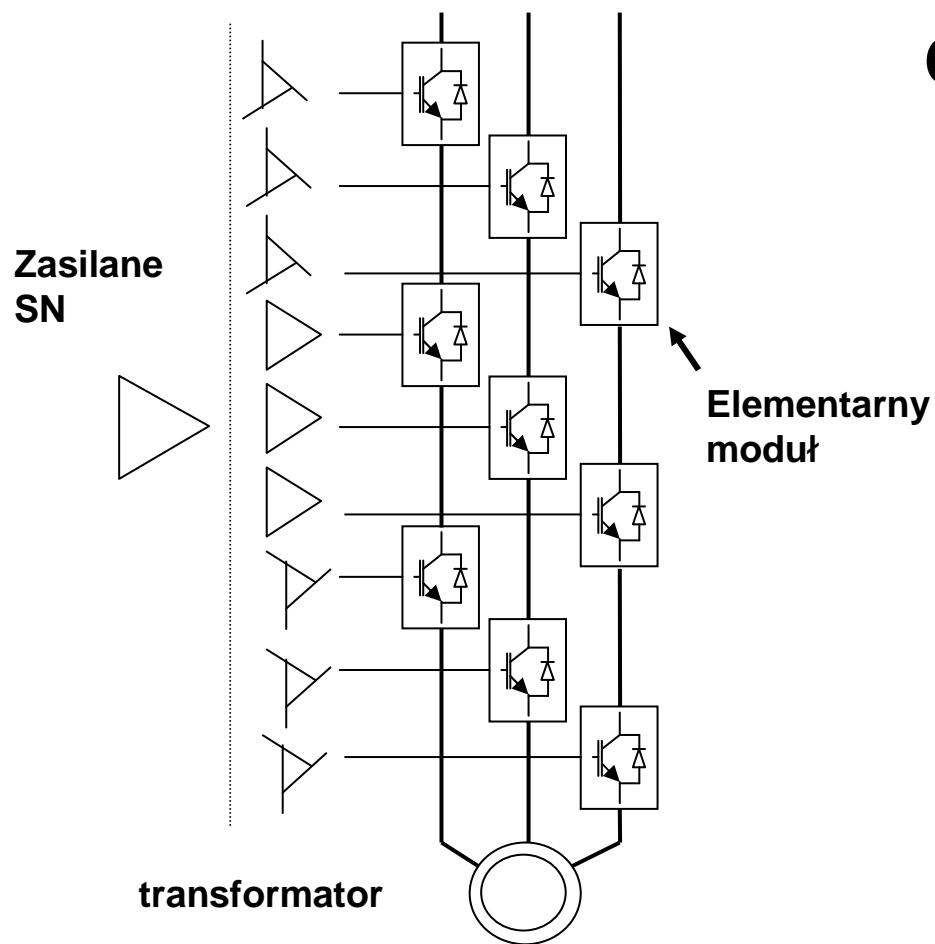 Zasilane
SN
Elementarny
moduł
transformator